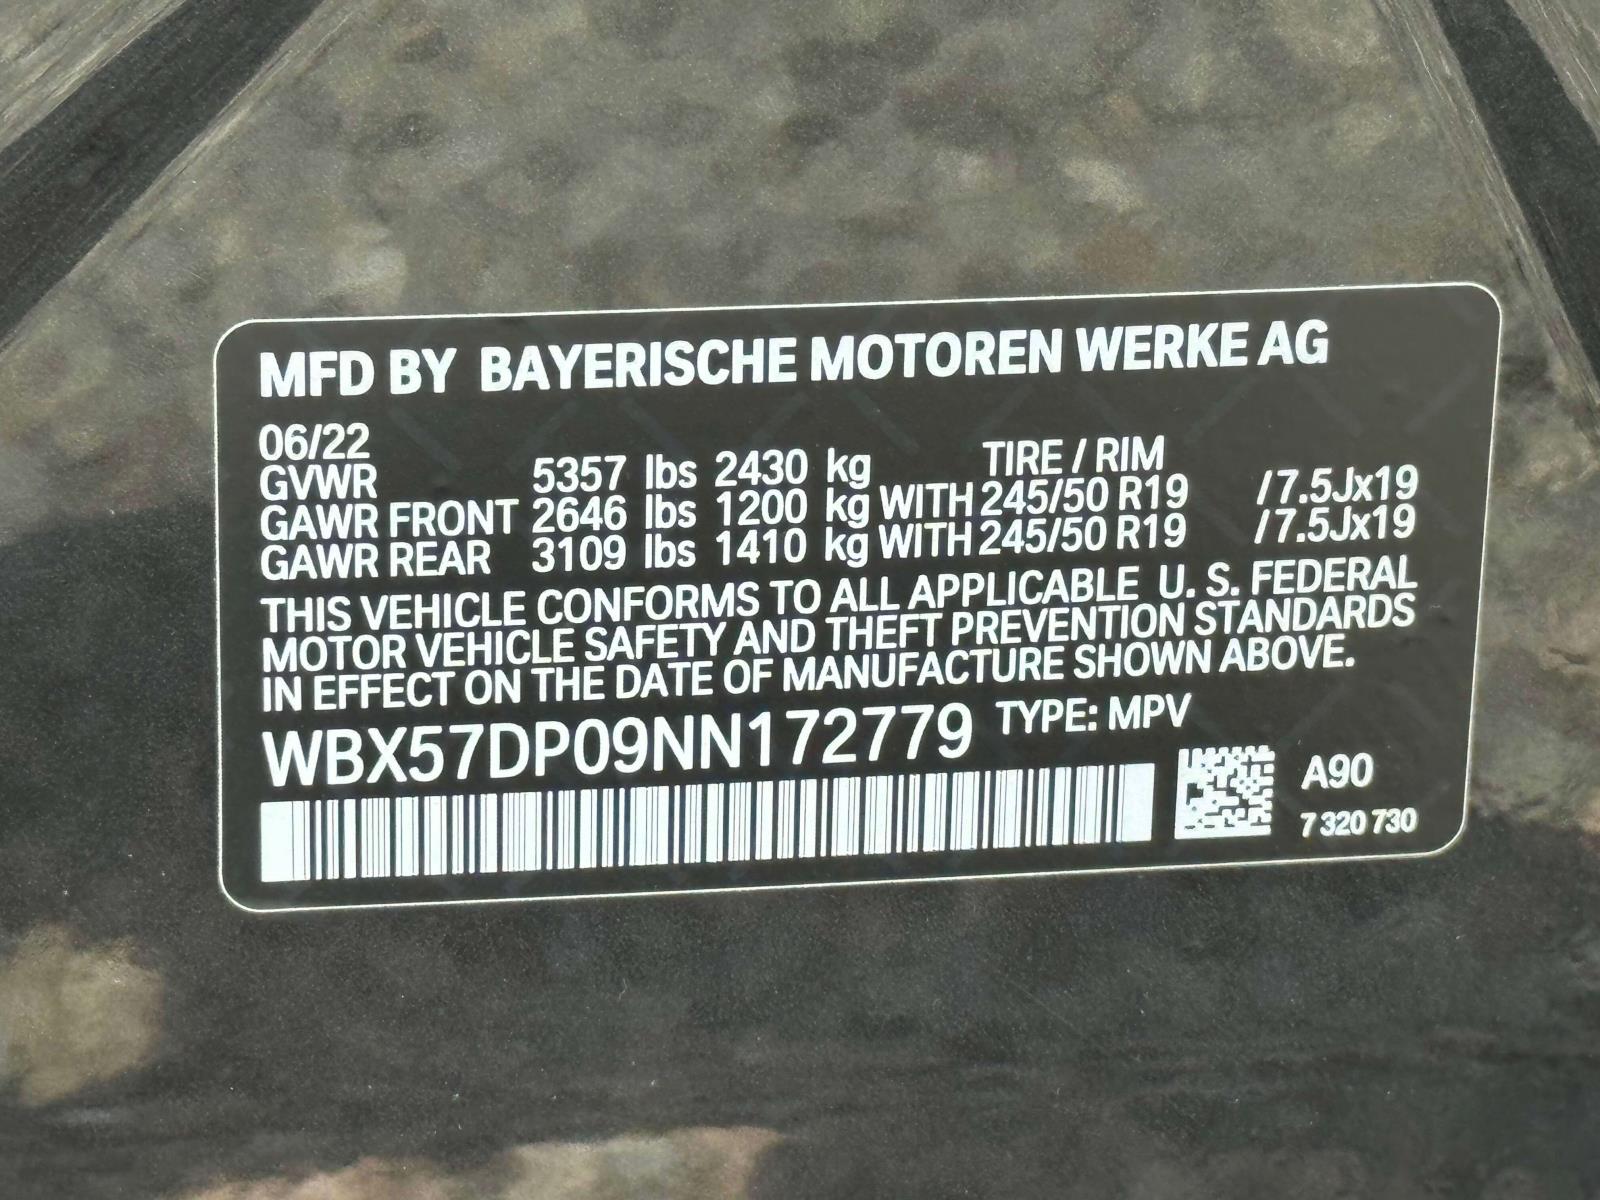 MFD BY BAYERISCHE MOTOREN WERKE AG
06/22
GVWR 5357 lbs 2430 kg TIRE / RIM
GAWR FRONT 2646 lbs 1200 kg WITH 245/50 R19 /7.5Jx19
GAWR REAR 3109 lbs 1410 kg WITH 245/50 R19 /7.5Jx19
THIS VEHICLE CONFORMS TO ALL APPLICABLE U. S. FEDERAL
MOTOR VEHICLE SAFETY AND THEFT PREVENTION STANDARDS
IN EFFECT ON THE DATE OF MANUFACTURE SHOWN ABOVE.
WBX57DP09NN172779 TYPE: MPV
A90
7 320 730